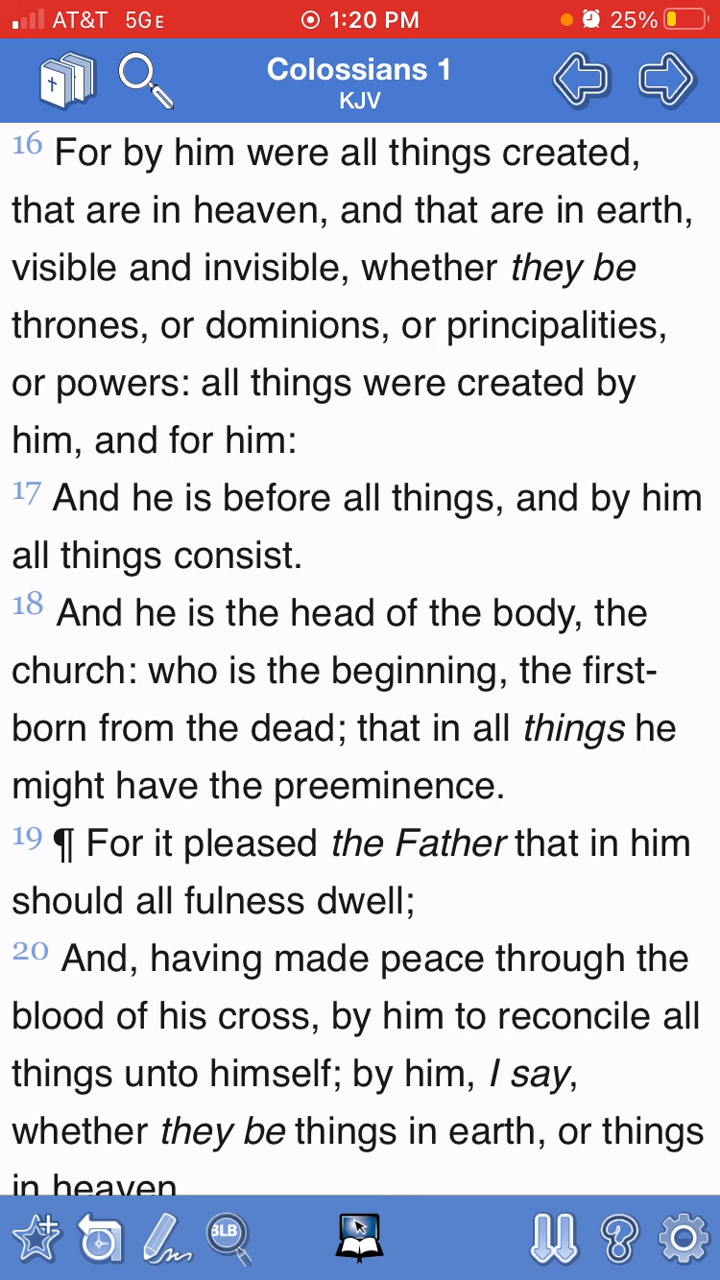 AT&T 5GE 1:20 PM 25%
Colossians 1
KJV
16 For by him were all things created,
that are in heaven, and that are in earth,
visible and invisible, whether they be
thrones, or dominions, or principalities,
or powers: all things were created by
him, and for him:
17 And he is before all things, and by him
all things consist.
18 And he is the head of the body, the
church: who is the beginning, the first-
born from the dead; that in all things he
might have the preeminence.
19 ¶ For it pleased the Father that in him
should all fulness dwell;
20 And, having made peace through the
blood of his cross, by him to reconcile all
things unto himself; by him, I say,
whether they be things in earth, or things
in heaven
BLB